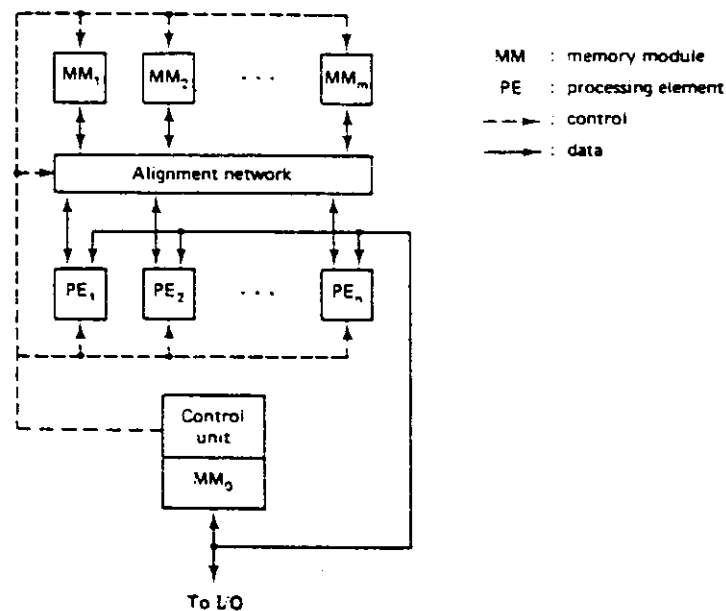 MM₁ MM₂ . . . MMₘ
MM : memory module
PE : processing element
: control
: data
Alignment network
PE₁ PE₂ . . . PEₙ
Control
unit
MM₀
To I/O